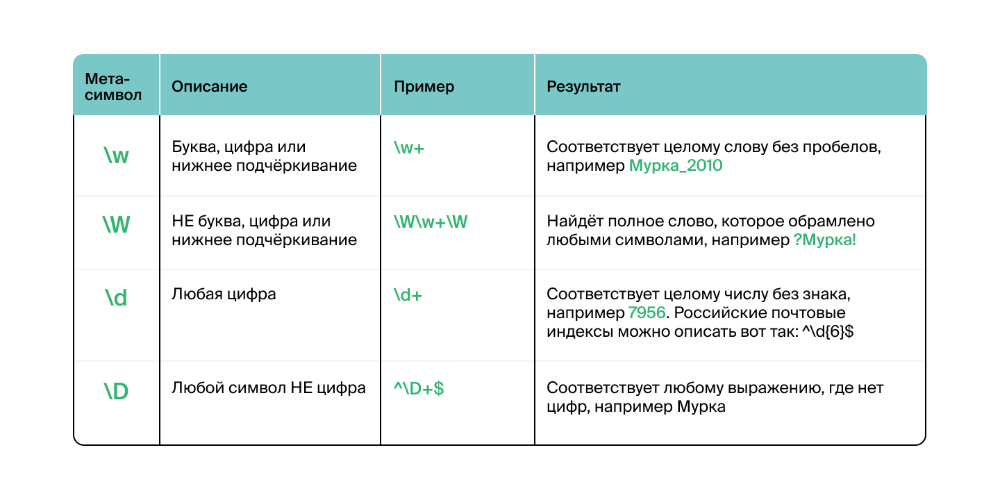 Мета-
символ
Описание
Пример
Результат
\w
Буква, цифра или
нижнее подчёркивание
\w+
Соответствует целому слову без пробелов,
например Мурка_2010
\W
НЕ буква, цифра или
нижнее подчёркивание
\W\w+\W
Найдёт полное слово, которое обрамлено
любыми символами, например ?Мурка!
\d
Любая цифра
\d+
Соответствует целому числу без знака,
например 7956. Российские почтовые
индексы можно описать вот так: ^\d{6}$
\D
Любой символ НЕ цифра
^\D+$
Соответствует любому выражению, где нет
цифр, например Мурка